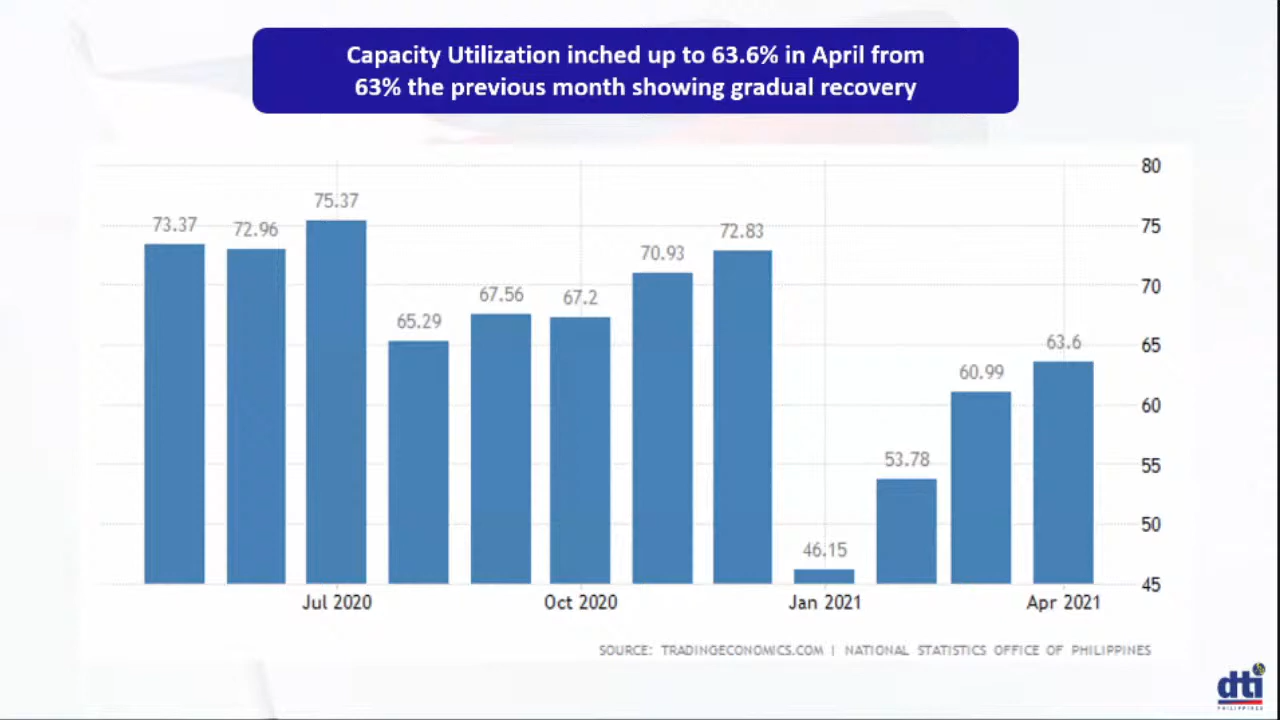 Capacity Utilization inched up to 63.6% in April from
63% the previous month showing gradual recovery
80
75
70
65
60
55
50
45
73.37
72.96
75.37
65.29
67.56
67.2
70.93
72.83
46.15
53.78
60.99
63.6
Jul 2020
Oct 2020
Jan 2021
Apr 2021
SOURCE: TRADINGECONOMICS.COM | NATIONAL STATISTICS OFFICE OF PHILIPPINES
dti
PHILIPPINES